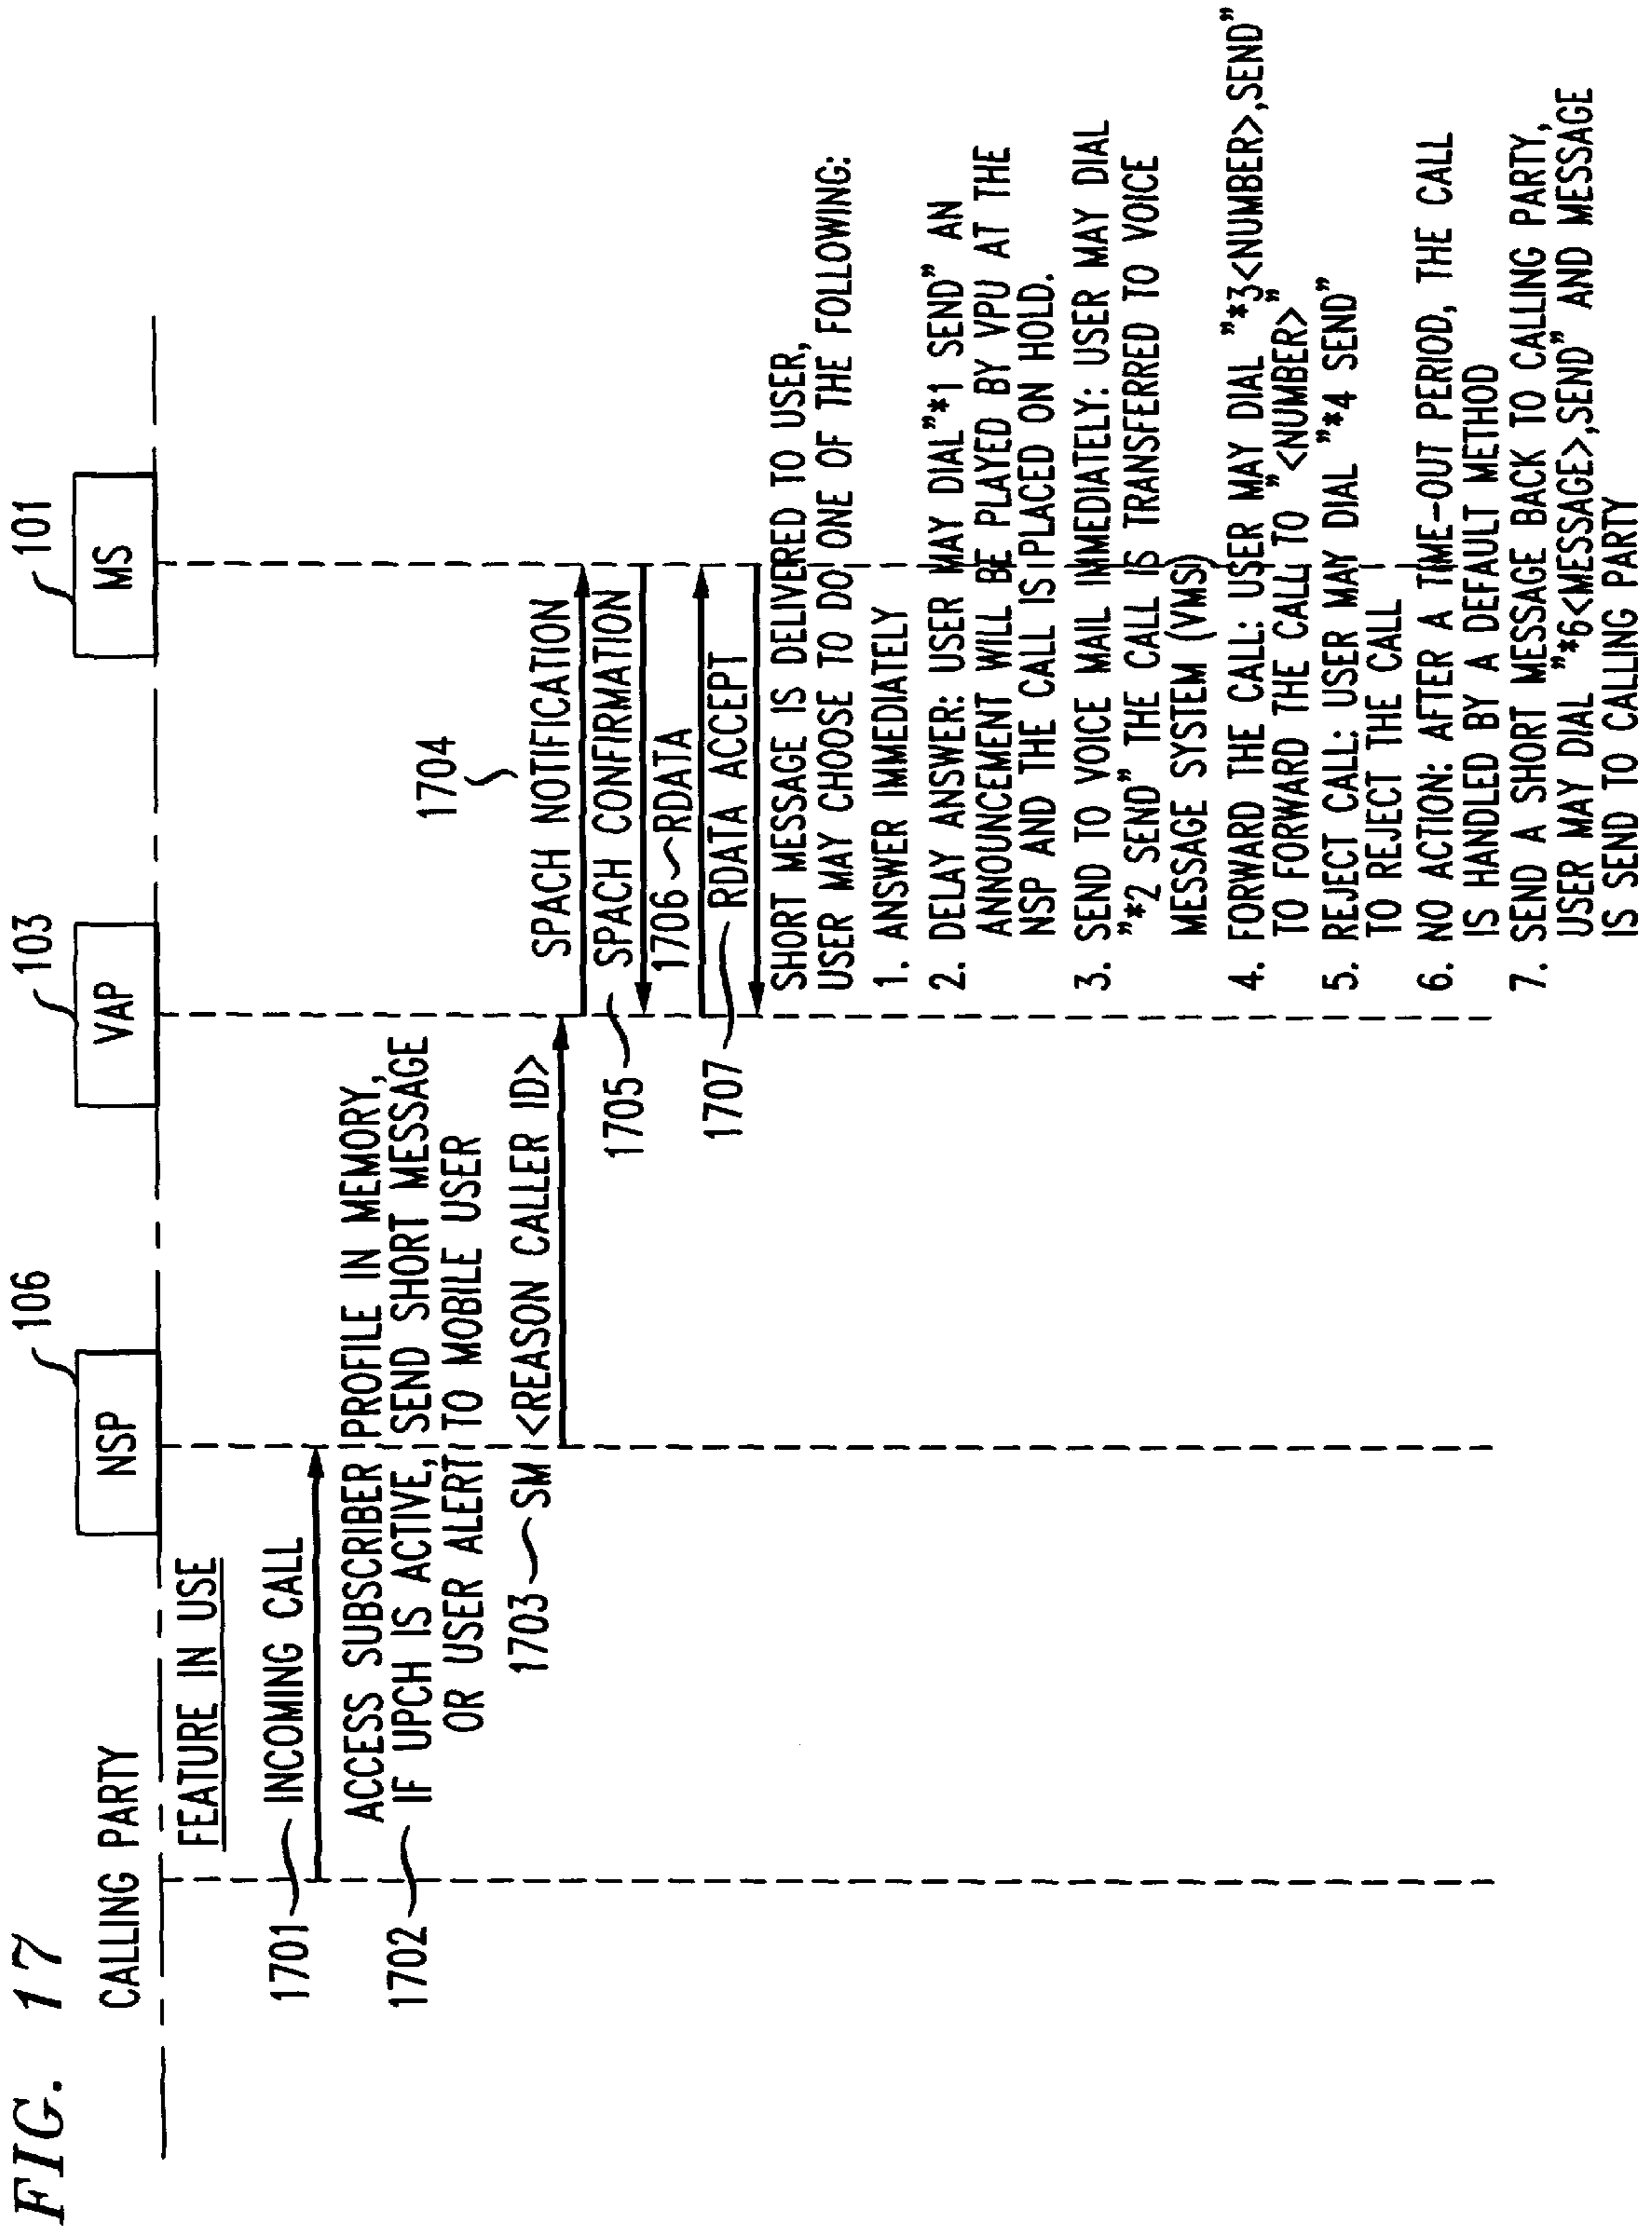 FIG. 17
CALLING PARTY
106
NSP
103
VAP
101
MS
FEATURE IN USE
1701
INCOMING CALL
ACCESS SUBSCRIBER PROFILE IN MEMORY,
1702
IF UPCH IS ACTIVE, SEND SHORT MESSAGE
OR USER ALERT TO MOBILE USER
1703
SM <REASON CALLER ID>
1704
SPACH NOTIFICATION
1705
SPACH CONFIRMATION
1706
RDATA
1707
RDATA ACCEPT
SHORT MESSAGE IS DELIVERED TO USER,
USER MAY CHOOSE TO DO ONE OF THE FOLLOWING:
1. ANSWER IMMEDIATELY
2. DELAY ANSWER: USER MAY DIAL"*1 SEND" AN
ANNOUNCEMENT WILL BE PLAYED BY VPU AT THE
NSP AND THE CALL IS PLACED ON HOLD.
3. SEND TO VOICE MAIL IMMEDIATELY: USER MAY DIAL
"*2 SEND" THE CALL IS TRANSFERRED TO VOICE
MESSAGE SYSTEM (VMS)
4. FORWARD THE CALL: USER MAY DIAL "*3<NUMBER>,SEND"
TO FORWARD THE CALL TO "<NUMBER>"
5. REJECT CALL: USER MAY DIAL "*4 SEND"
TO REJECT THE CALL
6. NO ACTION: AFTER A TIME-OUT PERIOD, THE CALL
IS HANDLED BY A DEFAULT METHOD
7. SEND A SHORT MESSAGE BACK TO CALLING PARTY,
USER MAY DIAL "*6<MESSAGE>,SEND" AND MESSAGE
IS SEND TO CALLING PARTY